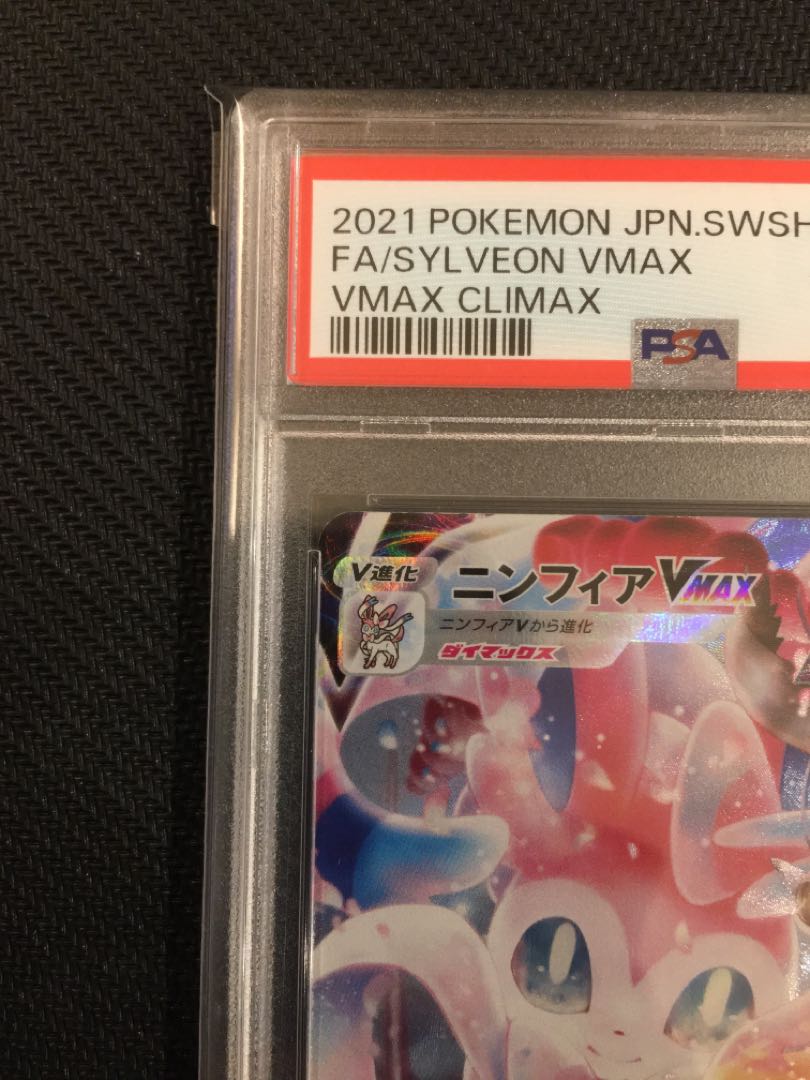 2021 POKEMON JPN.SWSH
FA/SYLVEON VMAX
VMAX CLIMAX
PSA
V進化
ニンフィアVMAX
ニンフィアVから進化
ダイマックス